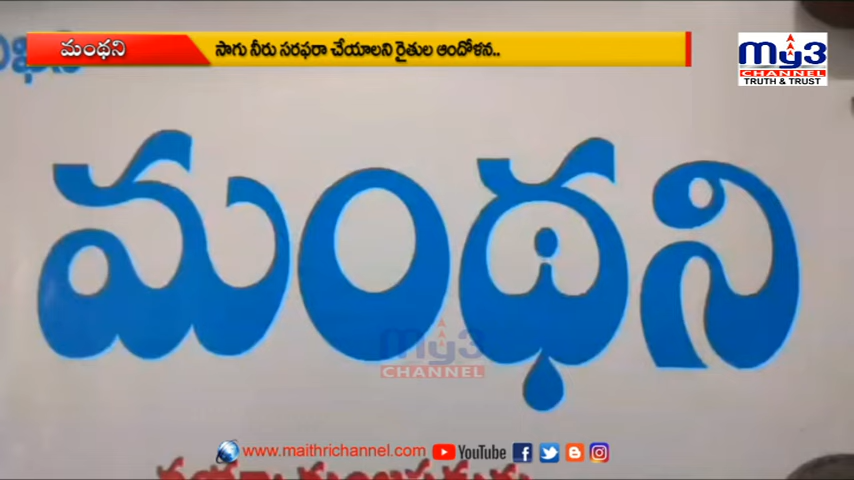 మంథని
సాగు నీరు సరఫరా చేయాలని రైతుల ఆందోళన..
my3
CHANNEL
TRUTH & TRUST
మంథని
my3
CHANNEL
www.maithrichannel.com YouTube